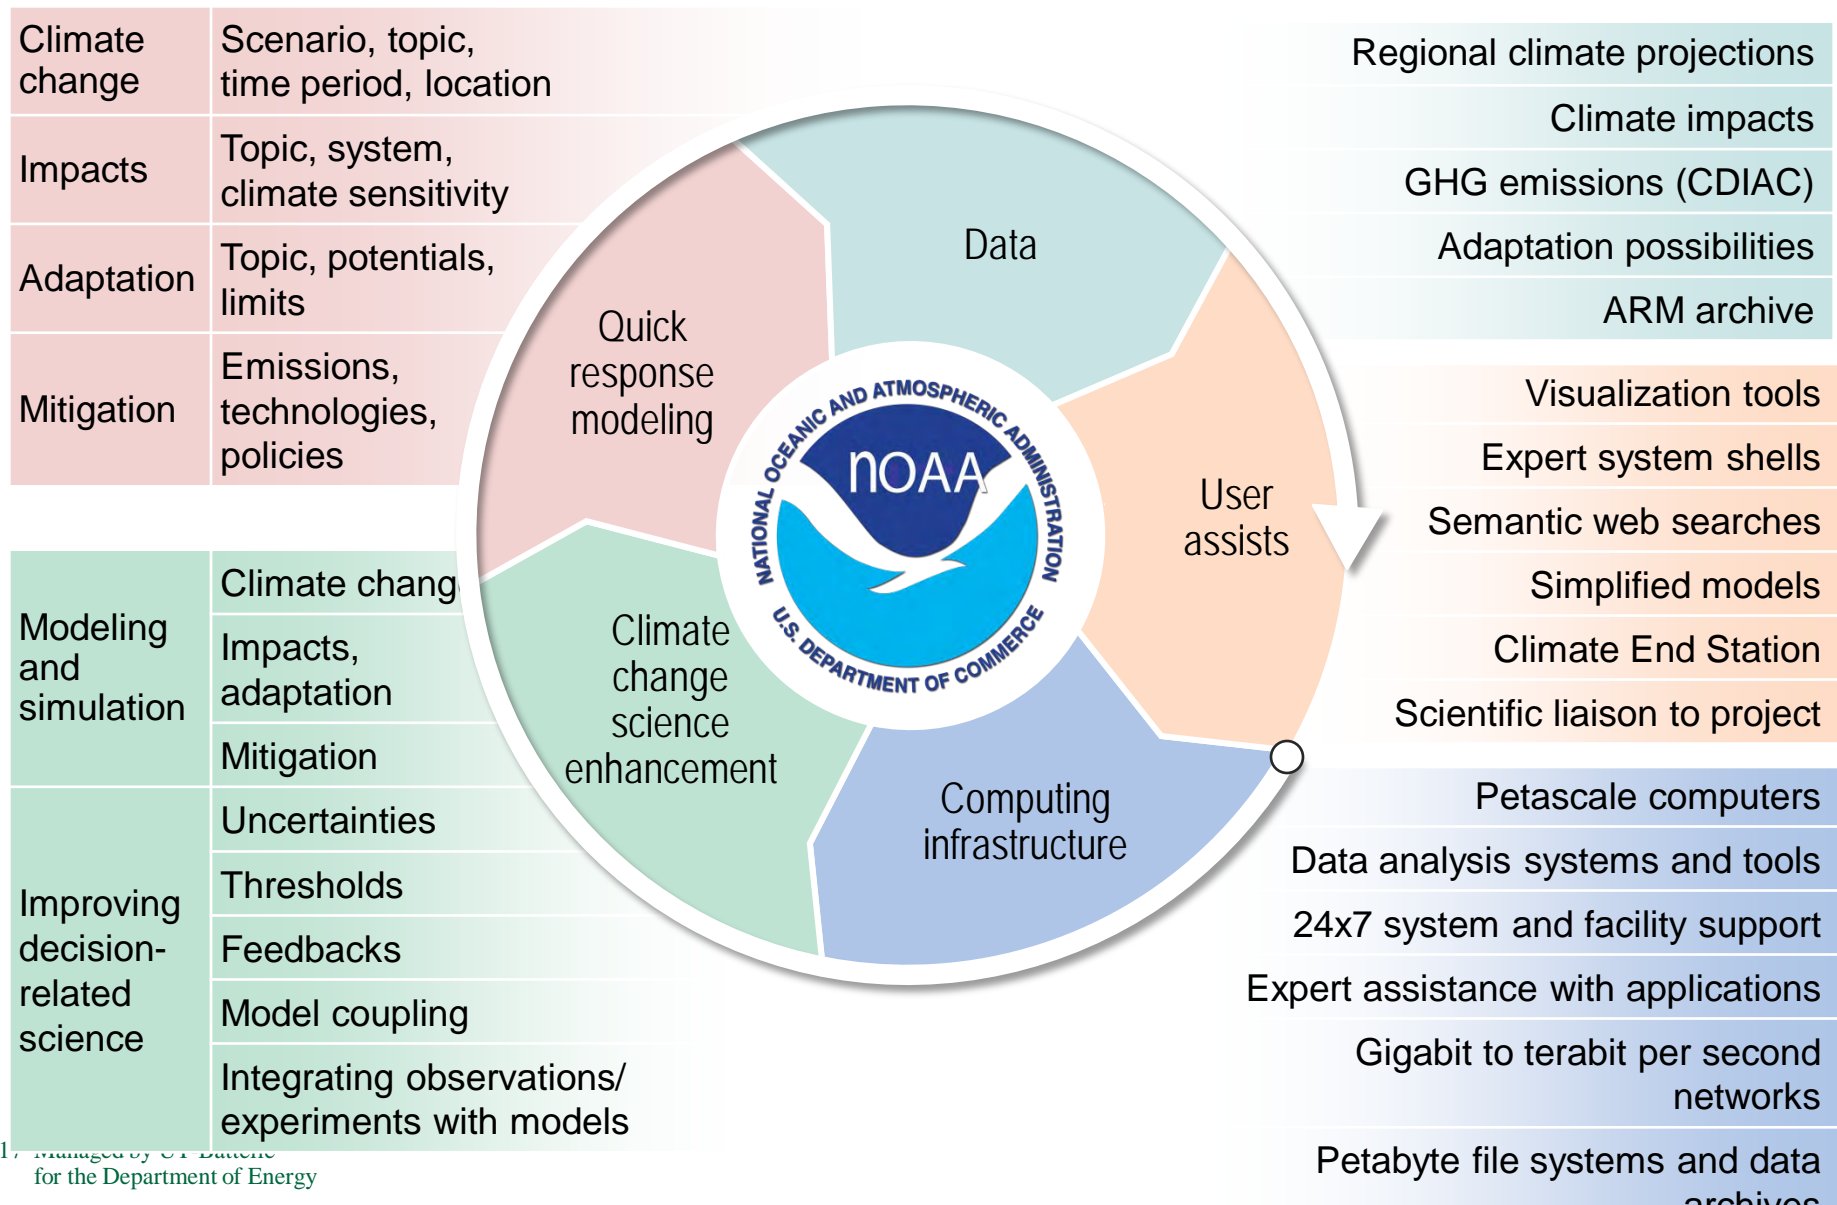 Climate
change
Scenario, topic,
time period, location
Impacts
Topic, system,
climate sensitivity
Adaptation
Topic, potentials,
limits
Mitigation
Emissions,
technologies,
policies
Modeling
and
simulation
Climate chang
Impacts,
adaptation
Mitigation
Improving
decision-
related
science
Uncertainties
Thresholds
Feedbacks
Model coupling
Integrating observations/
experiments with models
Data
Quick
response
modeling
User
assists
Climate
change
science
enhancement
Computing
infrastructure
NATIONAL OCEANIC AND ATMOSPHERIC ADMINISTRATION
noaa
U.S. DEPARTMENT OF COMMERCE
Regional climate projections
Climate impacts
GHG emissions (CDIAC)
Adaptation possibilities
ARM archive
Visualization tools
Expert system shells
Semantic web searches
Simplified models
Climate End Station
Scientific liaison to project
Petascale computers
Data analysis systems and tools
24x7 system and facility support
Expert assistance with applications
Gigabit to terabit per second
networks
Petabyte file systems and data
archives
17 Managed by UT-Battelle
for the Department of Energy